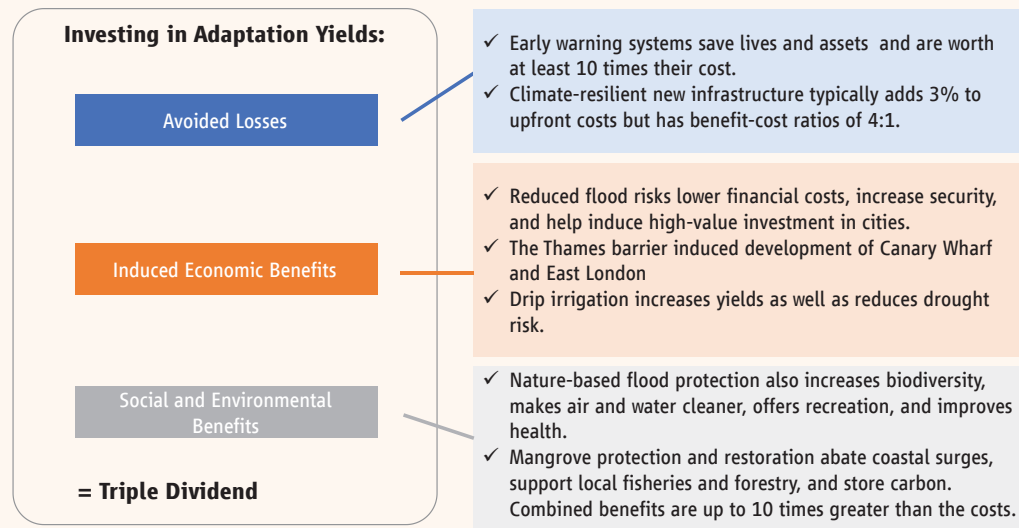 Investing in Adaptation Yields:
Avoided Losses
✓ Early warning systems save lives and assets and are worth
at least 10 times their cost.
✓ Climate-resilient new infrastructure typically adds 3% to
upfront costs but has benefit-cost ratios of 4:1.
Induced Economic Benefits
✓ Reduced flood risks lower financial costs, increase security,
and help induce high-value investment in cities.
✓ The Thames barrier induced development of Canary Wharf
and East London
✓ Drip irrigation increases yields as well as reduces drought
risk.
Social and Environmental
Benefits
✓ Nature-based flood protection also increases biodiversity,
makes air and water cleaner, offers recreation, and improves
health.
✓ Mangrove protection and restoration abate coastal surges,
support local fisheries and forestry, and store carbon.
Combined benefits are up to 10 times greater than the costs.
= Triple Dividend